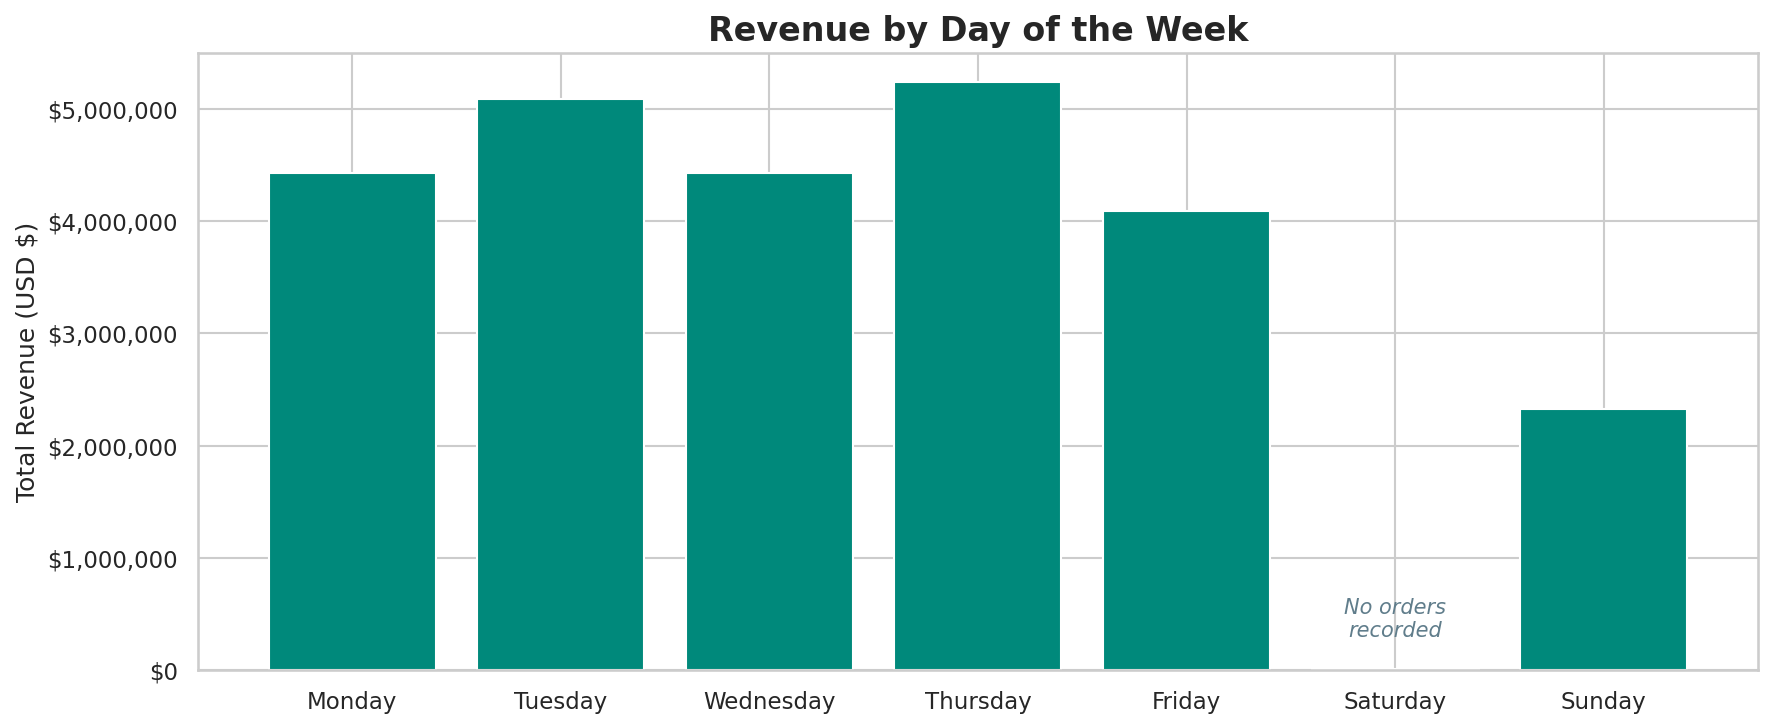 Revenue by Day of the Week
Total Revenue (USD $)
$5,000,000
$4,000,000
$3,000,000
$2,000,000
$1,000,000
$0
No orders
recorded
Monday
Tuesday
Wednesday
Thursday
Friday
Saturday
Sunday